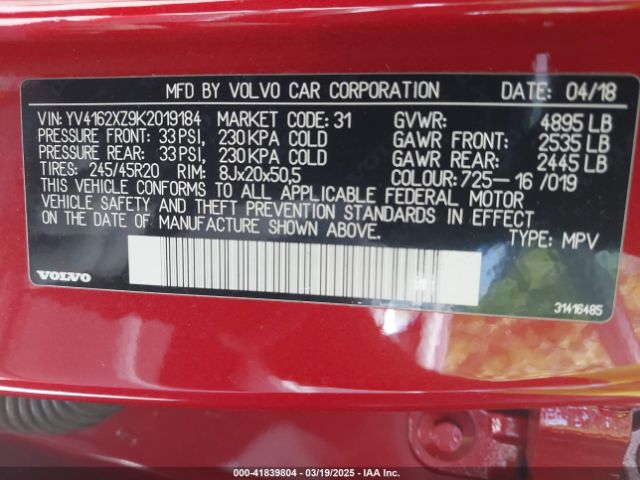 MFD BY VOLVO CAR CORPORATION DATE: 04/18
VIN: YV4162XZ9K2019184 MARKET CODE: 31 GVWR: 4895 LB
PRESSURE FRONT: 33 PSI, 230 KPA COLD GAWR FRONT: 2535 LB
PRESSURE REAR: 33 PSI, 230 KPA COLD GAWR REAR: 2445 LB
TIRES: 245/45R20 RIM: 8Jx20x50,5 COLOUR: 725-16 /019
THIS VEHICLE CONFORMS TO ALL APPLICABLE FEDERAL MOTOR
VEHICLE SAFETY AND THEFT PREVENTION STANDARDS IN EFFECT
ON THE DATE OF MANUFACTURE SHOWN ABOVE. TYPE: MPV
VOLVO
31416485
00-41839804 — 03/19/2025 — IAA Inc.